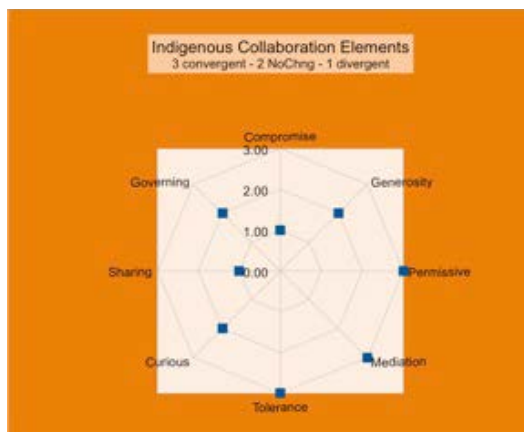 Indigenous Collaboration Elements
3 convergent - 2 NoChng - 1 divergent
Compromise
3.00
Governing
Generosity
2.00
1.00
Sharing
0.00
Permissive
Curious
Mediation
Tolerance